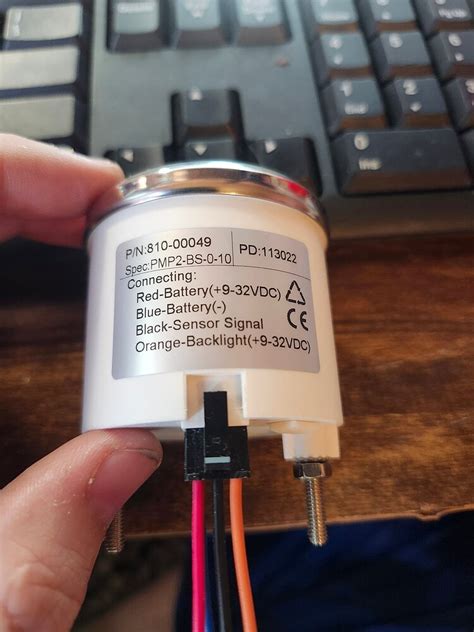 P/N:810-00049
PD:113022
Spec:PMP2-BS-0-10
Connecting:
Red-Battery(+9-32VDC)
Blue-Battery(-)
Black-Sensor Signal
Orange-Backlight(+9-32VDC)
CE
Ins